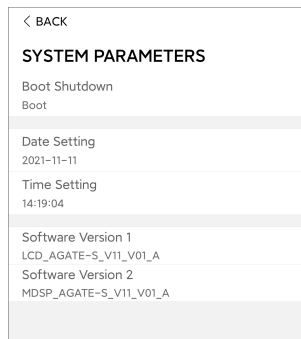 < BACK
SYSTEM PARAMETERS
Boot Shutdown
Boot
Date Setting
2021-11-11
Time Setting
14:19:04
Software Version 1
LCD_AGATE-S_V11_V01_A
Software Version 2
MDSP_AGATE-S_V11_V01_A